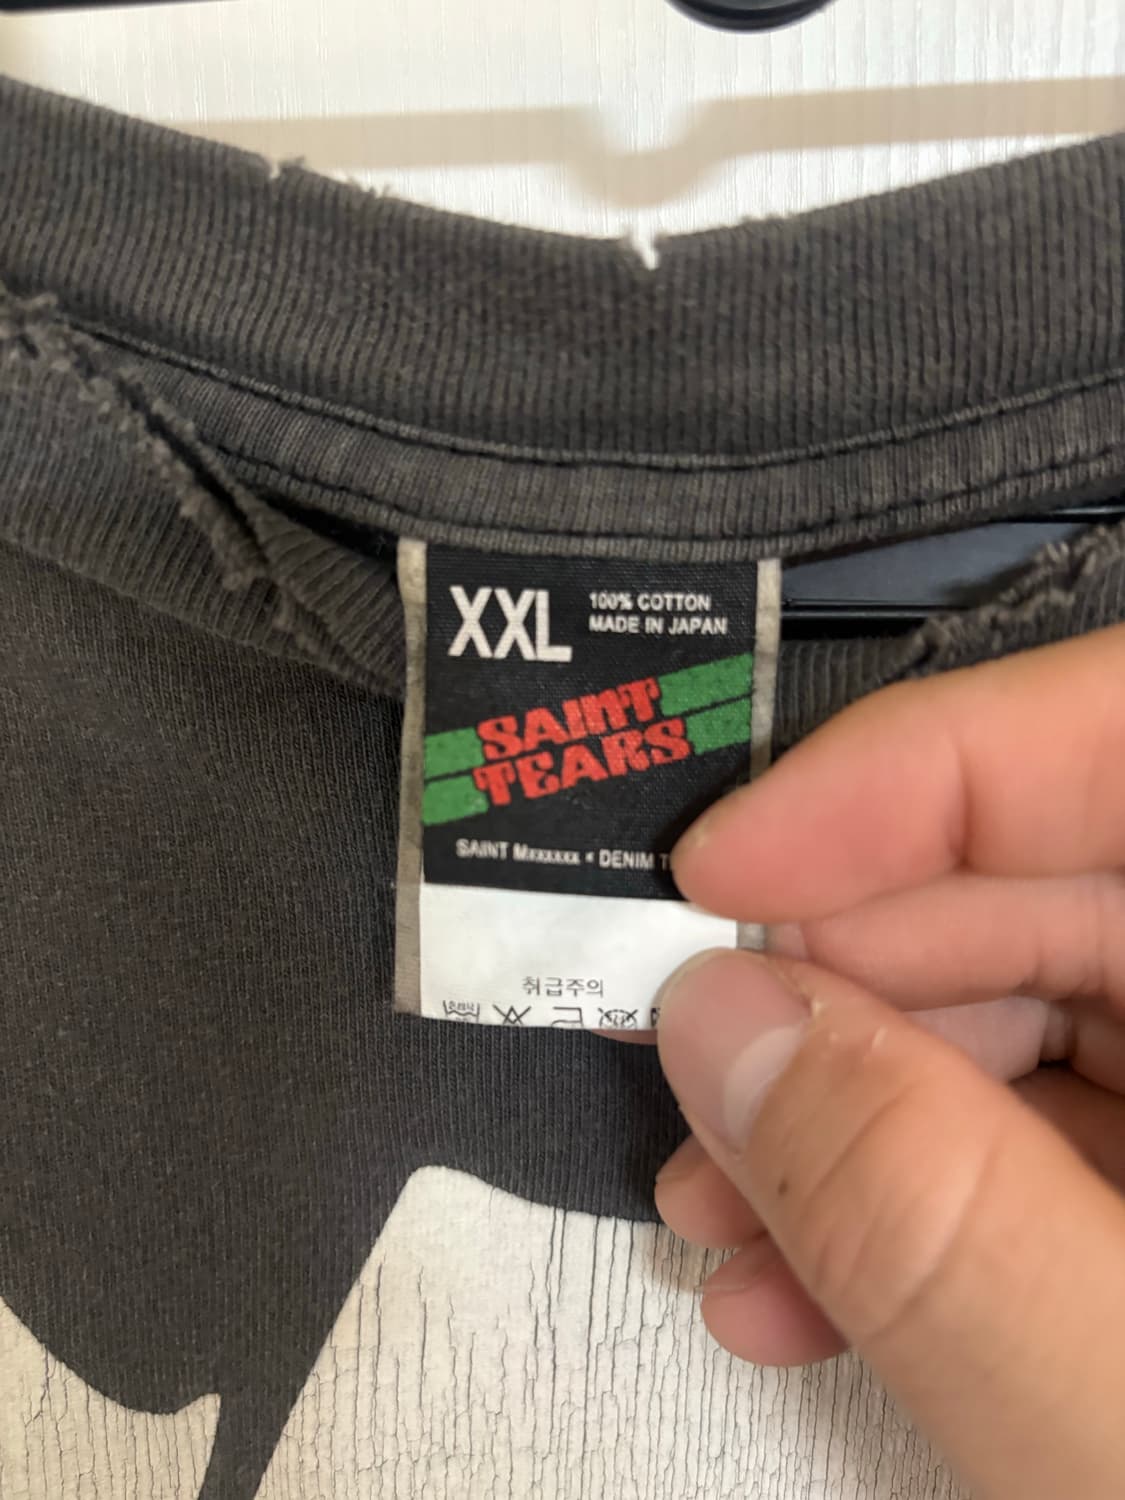 XXL
100% COTTON
MADE IN JAPAN
SAINT
TEARS
SAINT Mxxxxxx × DENIM T
취급주의